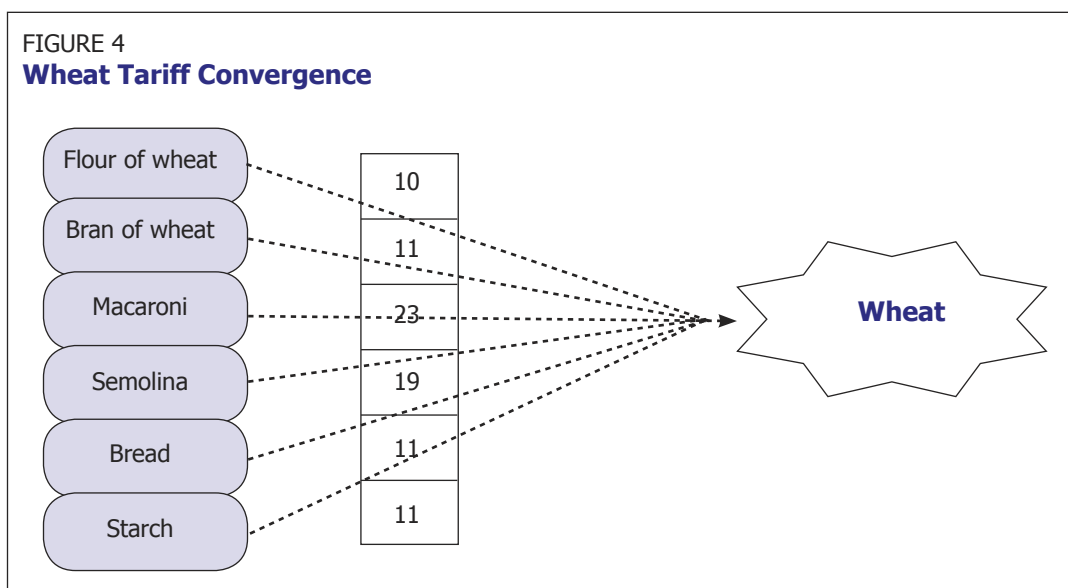 FIGURE 4
Wheat Tariff Convergence
Flour of wheat
10
Bran of wheat
11
Macaroni
23
Wheat
Semolina
19
Bread
11
Starch
11